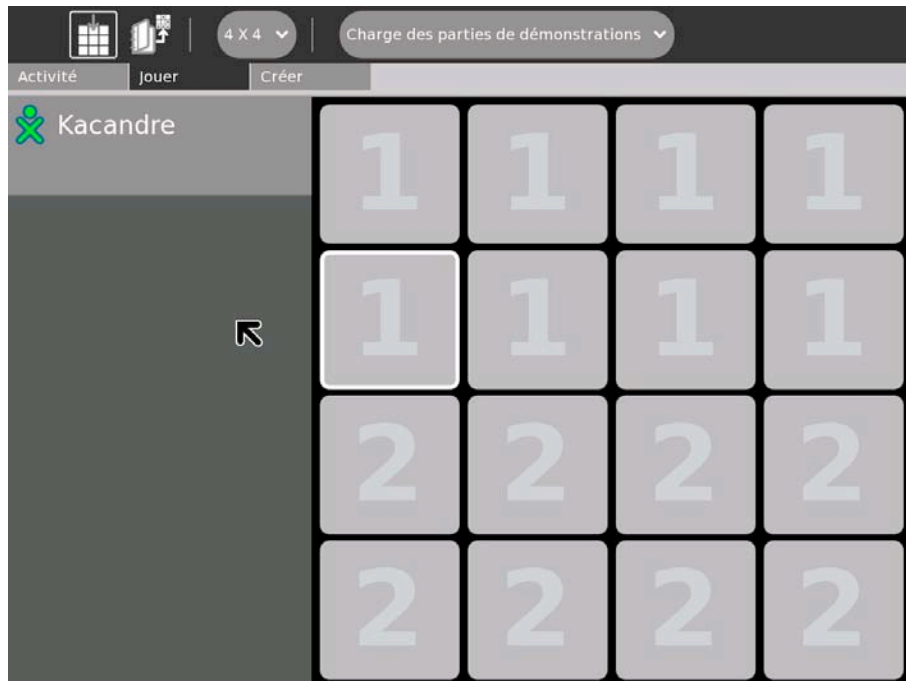 4 X 4 Charge des parties de démonstrations
Activité Jouer Créer
Kacandre
1 1 1 1
1 1 1 1
2 2 2 2
2 2 2 2